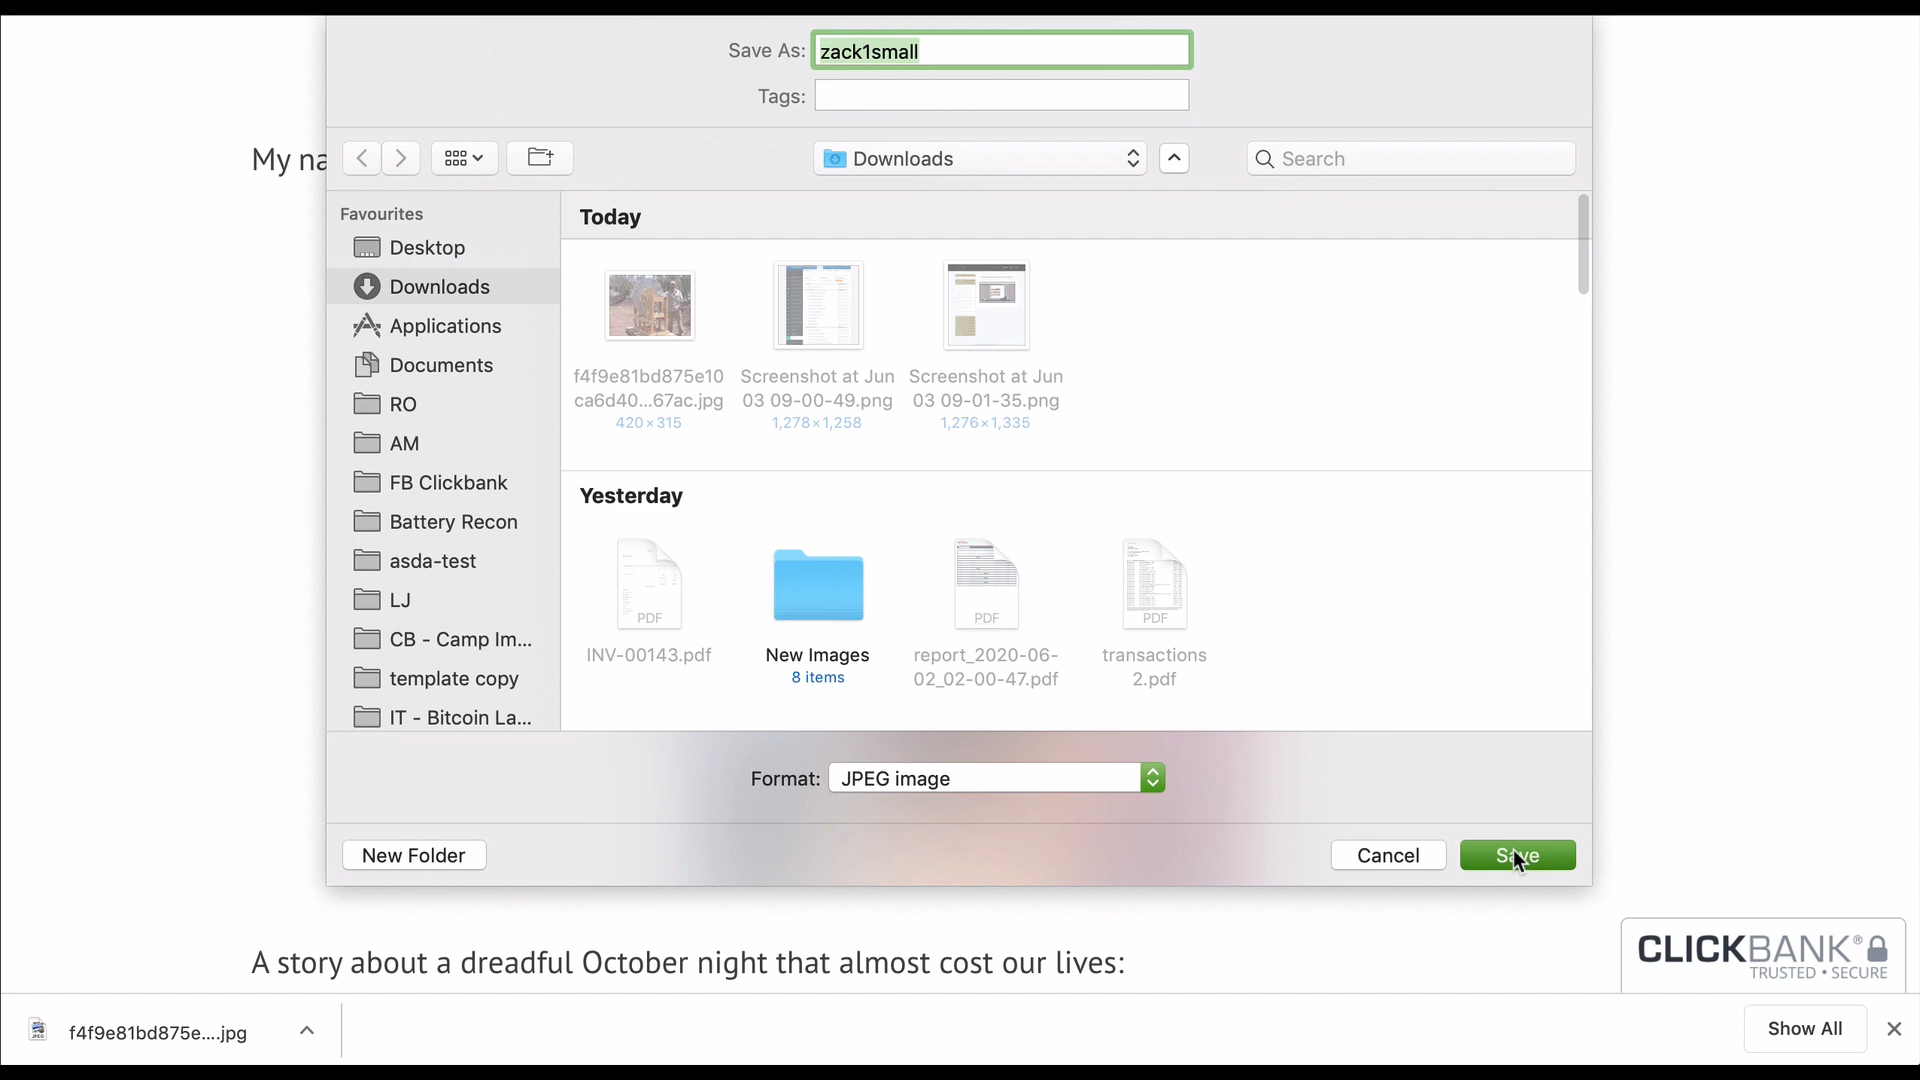 Save As: zack1small
Tags:
My na
Downloads
Search
Favourites
Desktop
Downloads
Applications
Documents
RO
AM
FB Clickbank
Battery Recon
asda-test
LJ
CB - Camp Im...
template copy
IT - Bitcoin La...
Today
f4f9e81bd875e10 Screenshot at Jun Screenshot at Jun
ca6d40...67ac.jpg 03 09-00-49.png 03 09-01-35.png
420×315 1,278×1,258 1,276×1,335
Yesterday
PDF PDF PDF
INV-00143.pdf New Images report_2020-06- transactions
8 items 02_02-00-47.pdf 2.pdf
Format: JPEG image
New Folder Cancel Save
A story about a dreadful October night that almost cost our lives:
CLICKBANK®
TRUSTED • SECURE
f4f9e81bd875e....jpg Show All